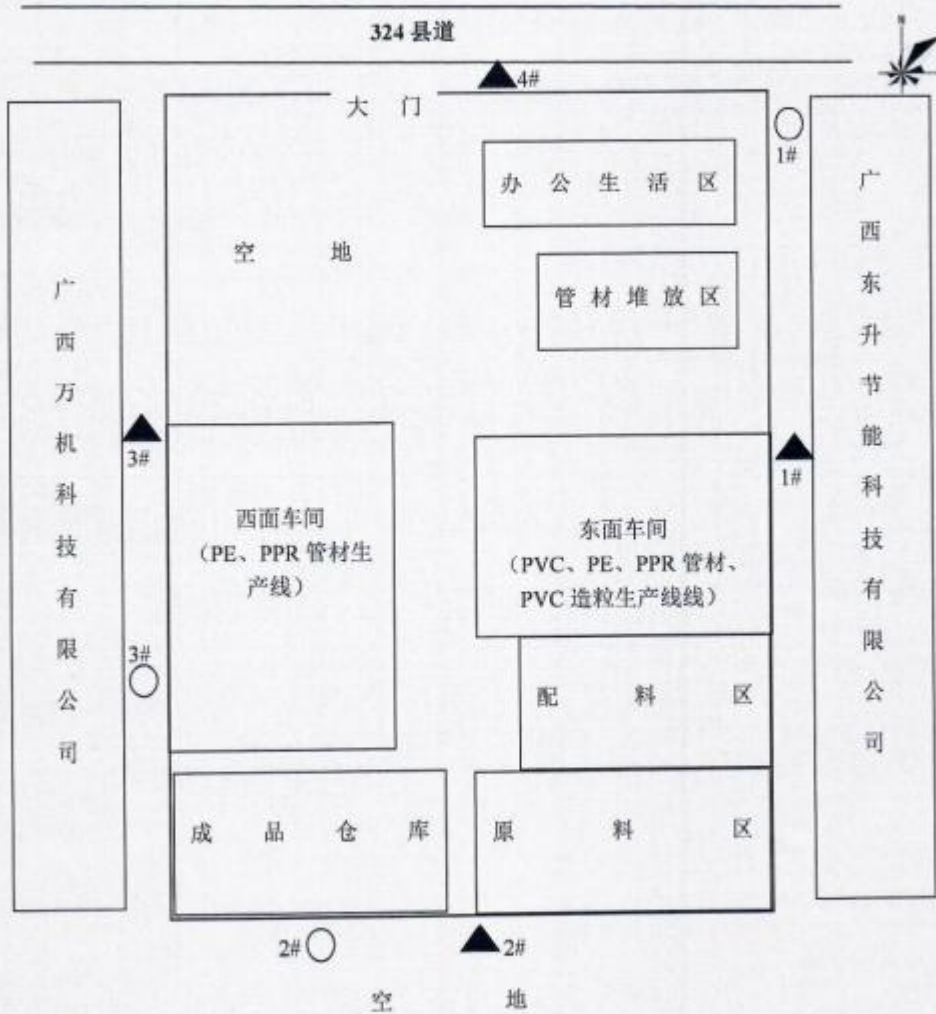 324 县道
N
4#
大 门
1#
办 公 生 活 区
空 地
管 材 堆 放 区
广西万机科技有限公司
广西东升节能科技有限公司
3#
1#
西面车间
（PE、PPR 管材生
产线）
东面车间
（PVC、PE、PPR 管材、
PVC 造粒生产线线）
3#
配 料 区
成 品 仓 库
原 料 区
2#
2#
空 地